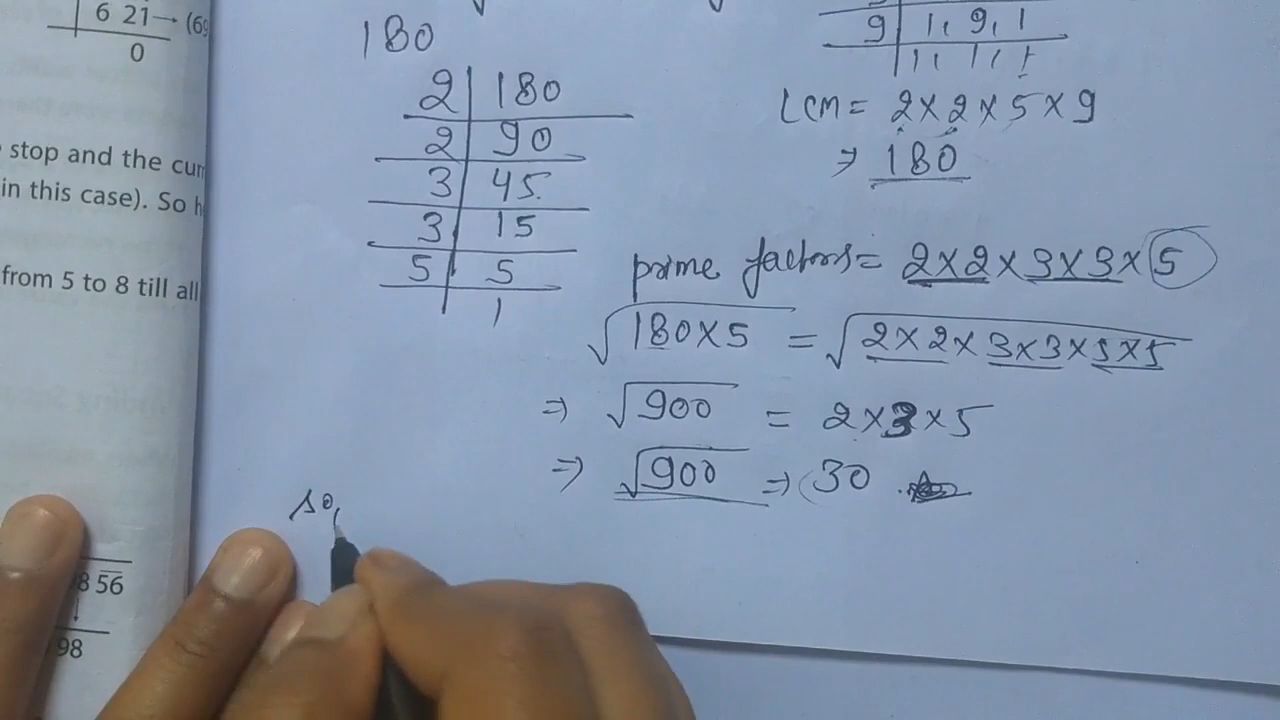 6 21 → (69
0
stop and the cur
in this case). So h
from 5 to 8 till all
8 56
98
180
2 | 180
2 | 90
3 | 45
3 | 15
5 | 5
1
9 | 1, 9, 1
1, 1, 1
LCM = 2 × 2 × 5 × 9
⇒ 180
prime factors = 2×2 × 3×3 × 5
√180×5 = √2×2 × 3×3 × 5×5
⇒ √900 = 2×3×5
⇒ √900 ⇒ 30
so,